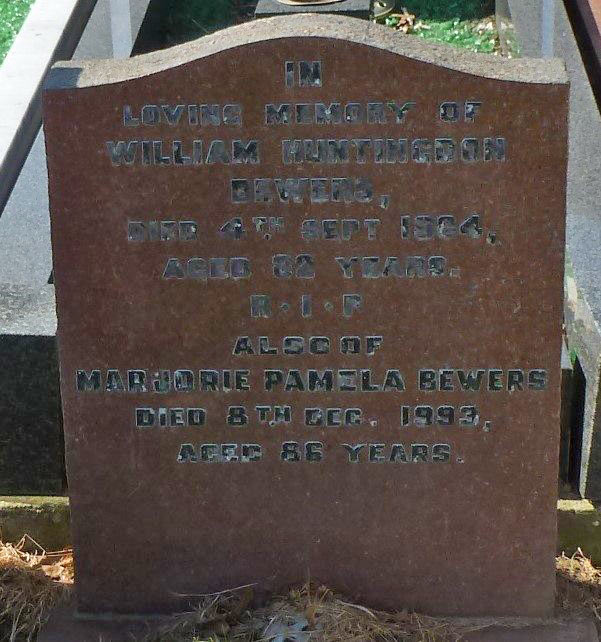 IN
LOVING MEMORY OF
WILLIAM HUNTINGDON
BEWERS,
DIED 4TH SEPT 1964,
AGED 62 YEARS.
R·I·P
ALSO OF
MARJORIE PAMELA BEWERS
DIED 8TH DEC. 1993,
AGED 86 YEARS.